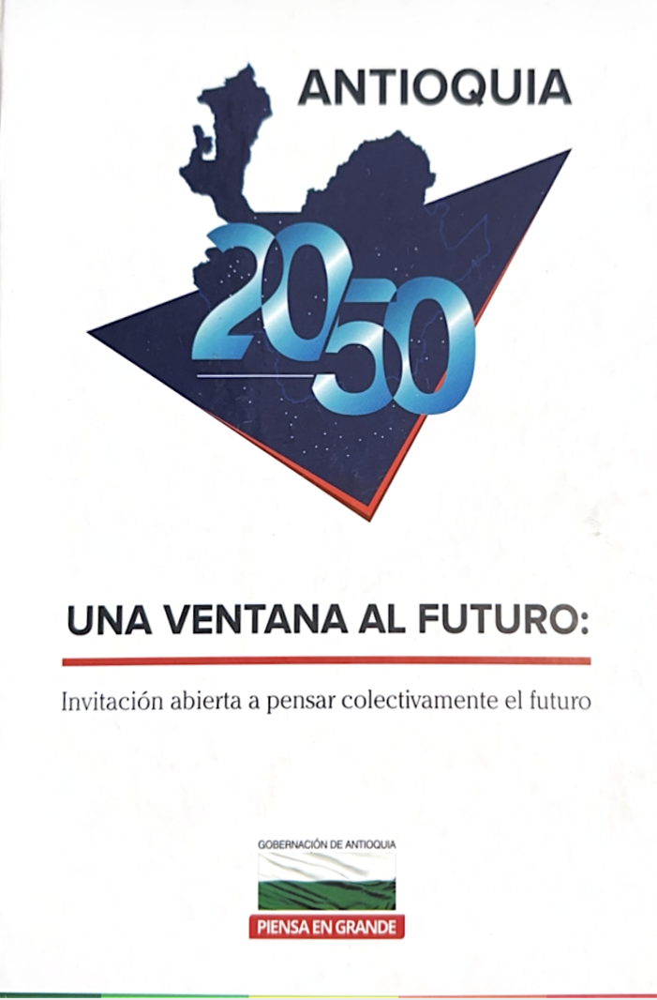 ANTIOQUIA
2050
UNA VENTANA AL FUTURO:
Invitación abierta a pensar colectivamente el futuro
GOBERNACIÓN DE ANTIOQUIA
PIENSA EN GRANDE